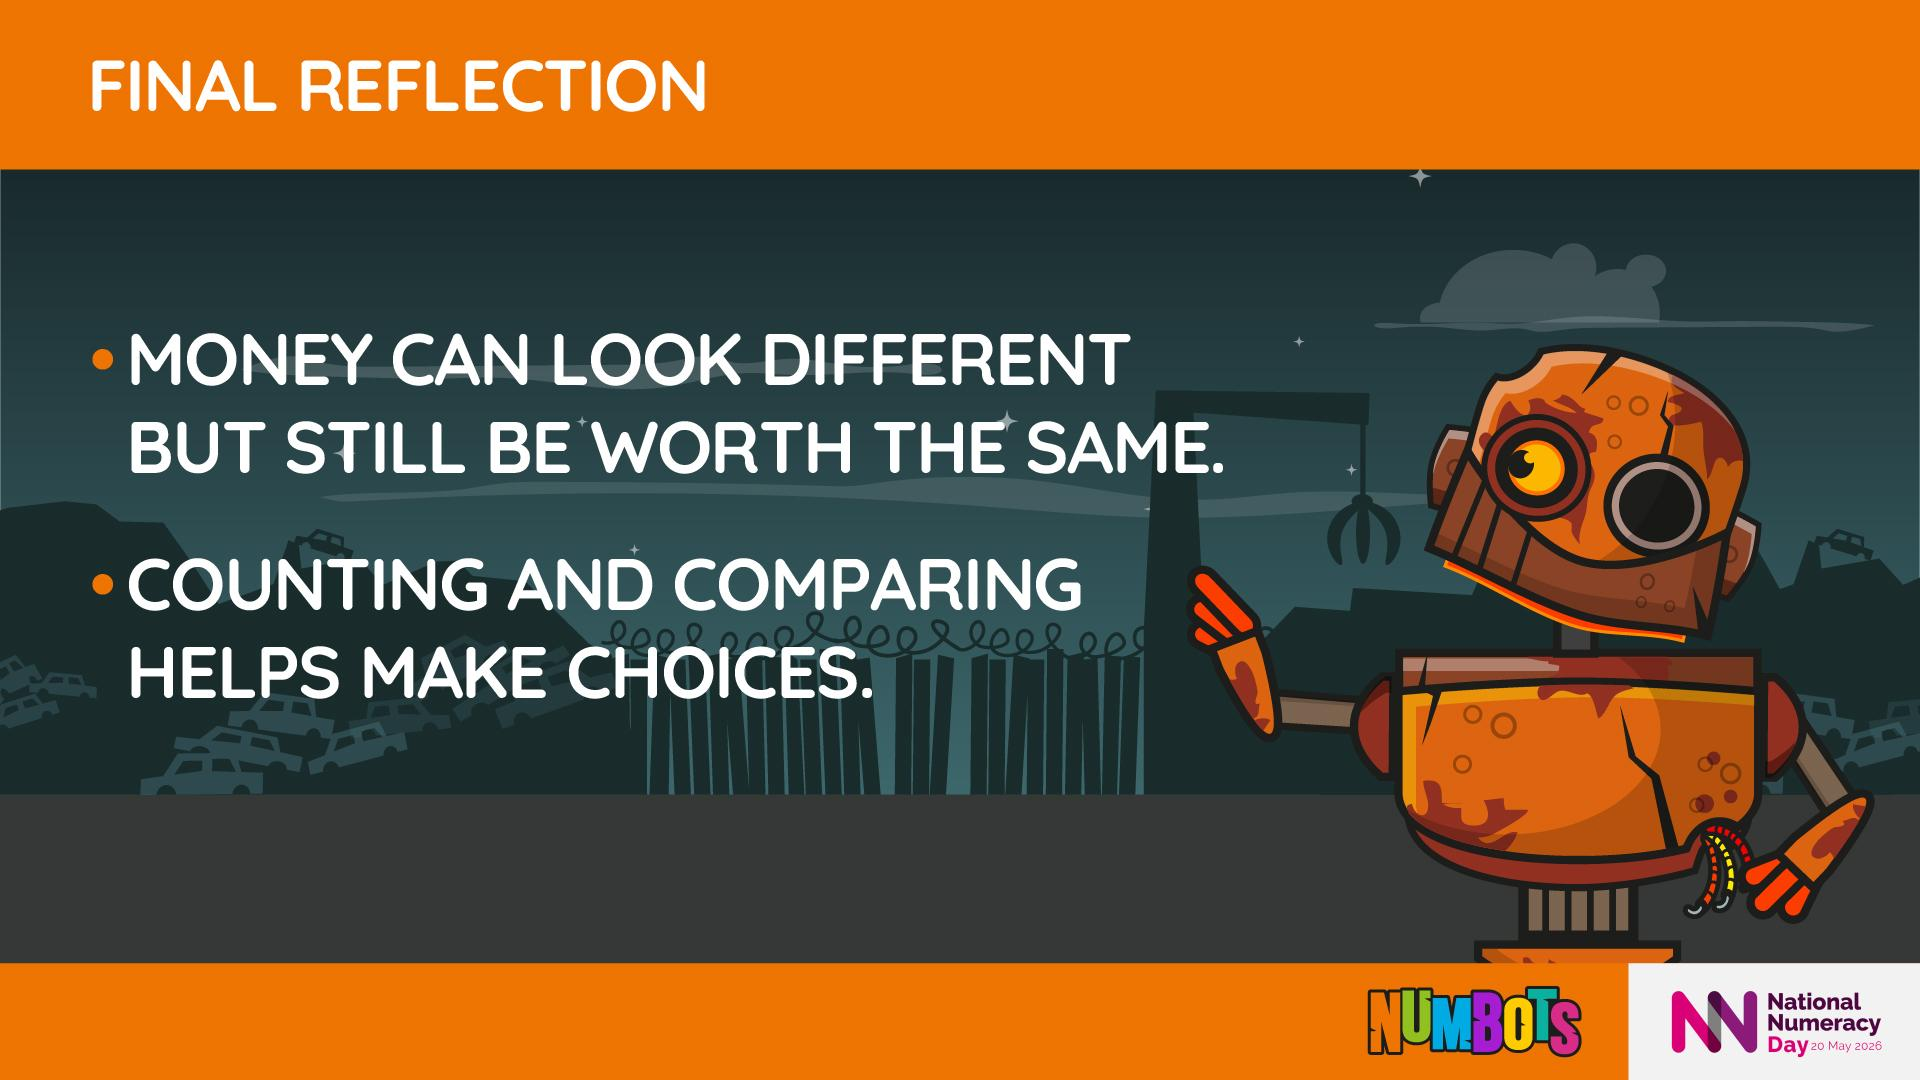 FINAL REFLECTION
• MONEY CAN LOOK DIFFERENT
BUT STILL BE WORTH THE SAME.
• COUNTING AND COMPARING
HELPS MAKE CHOICES.
NUMBOTS
National
Numeracy
Day 20 May 2026